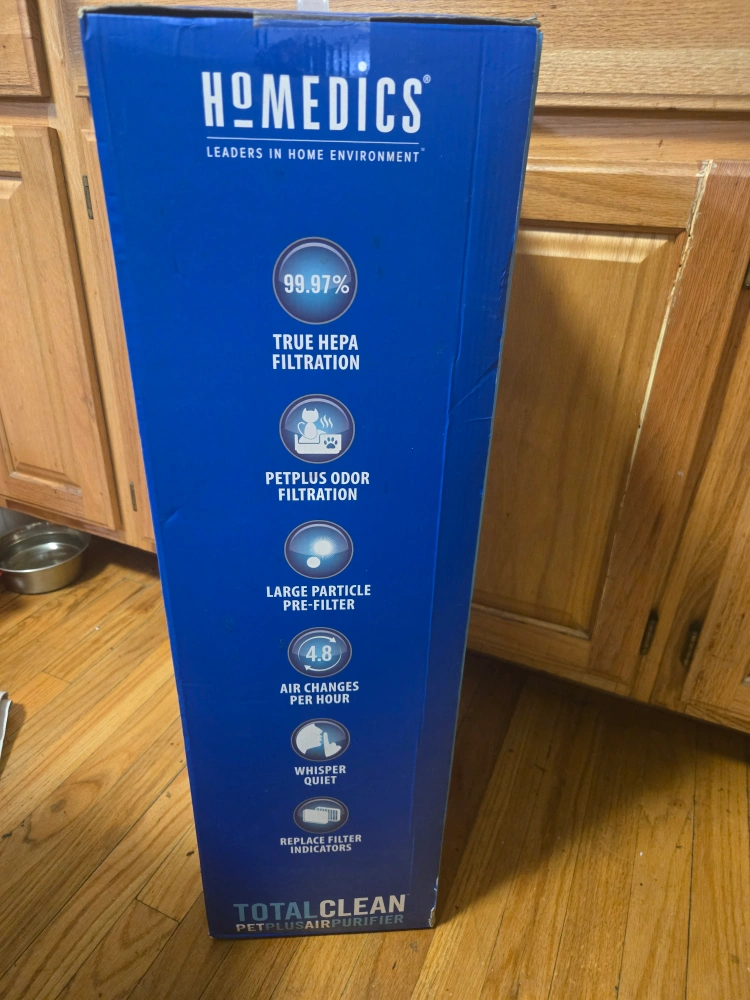 HOMEDICS®
LEADERS IN HOME ENVIRONMENT™
99.97%
TRUE HEPA
FILTRATION
PETPLUS ODOR
FILTRATION
LARGE PARTICLE
PRE-FILTER
4.8
AIR CHANGES
PER HOUR
WHISPER
QUIET
REPLACE FILTER
INDICATORS
TOTALCLEAN™
PETPLUSAIRPURIFIER